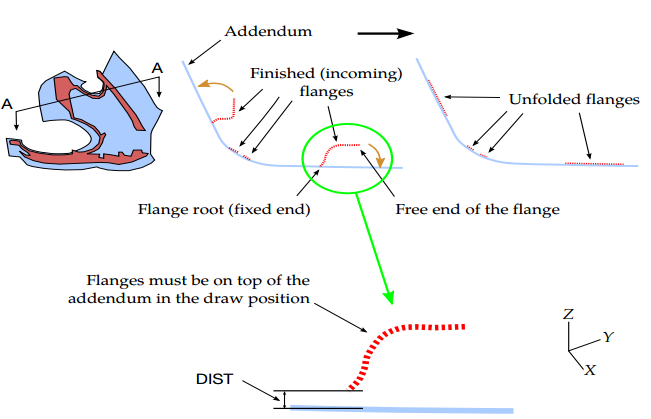 Addendum
A
A
Finished (incoming)
flanges
Unfolded flanges
Flange root (fixed end)
Free end of the flange
Flanges must be on top of the
addendum in the draw position
DIST
Z
Y
X